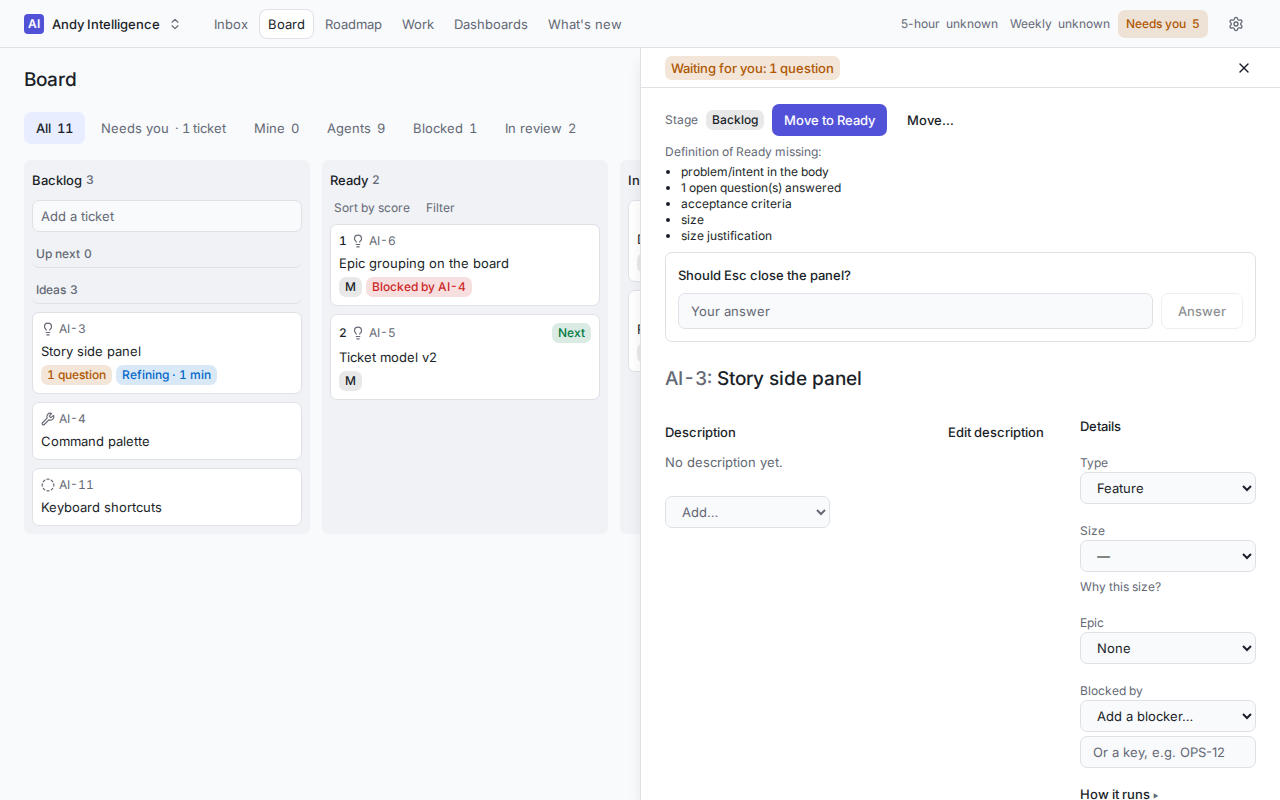 AI Andy Intelligence Inbox Board Roadmap Work Dashboards What's new 5-hour unknown Weekly unknown Needs you 5
Board
All 11 Needs you · 1 ticket Mine 0 Agents 9 Blocked 1 In review 2
Backlog 3
Add a ticket
Up next 0
Ideas 3
AI-3
Story side panel
1 question Refining · 1 min
AI-4
Command palette
AI-11
Keyboard shortcuts
Ready 2
Sort by score Filter
1 AI-6
Epic grouping on the board
M Blocked by AI-4
2 AI-5 Next
Ticket model v2
M
In
Waiting for you: 1 question
Stage Backlog Move to Ready Move...
Definition of Ready missing:
• problem/intent in the body
• 1 open question(s) answered
• acceptance criteria
• size
• size justification
Should Esc close the panel?
Your answer Answer
AI-3: Story side panel
Description Edit description
No description yet.
Add...
Details
Type
Feature
Size
—
Why this size?
Epic
None
Blocked by
Add a blocker...
Or a key, e.g. OPS-12
How it runs ▸